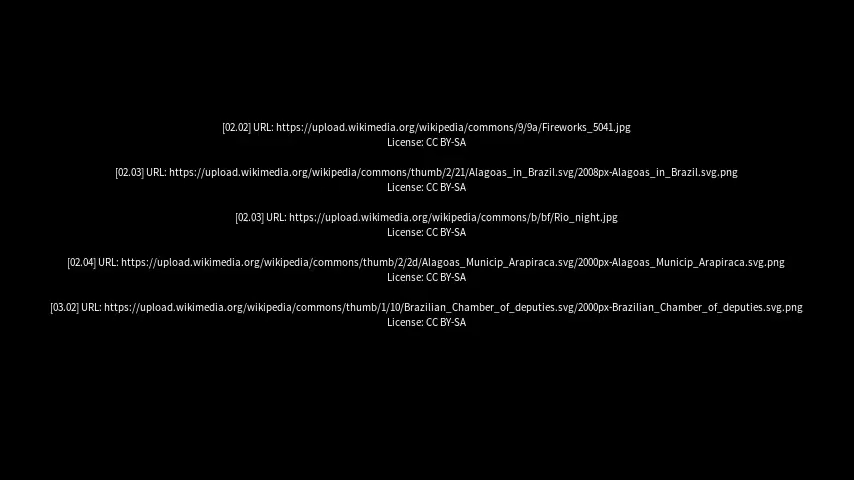 [02.02] URL: https://upload.wikimedia.org/wikipedia/commons/9/9a/Fireworks_5041.jpg
License: CC BY-SA
[02.03] URL: https://upload.wikimedia.org/wikipedia/commons/thumb/2/21/Alagoas_in_Brazil.svg/2008px-Alagoas_in_Brazil.svg.png
License: CC BY-SA
[02.03] URL: https://upload.wikimedia.org/wikipedia/commons/b/bf/Rio_night.jpg
License: CC BY-SA
[02.04] URL: https://upload.wikimedia.org/wikipedia/commons/thumb/2/2d/Alagoas_Municip_Arapiraca.svg/2000px-Alagoas_Municip_Arapiraca.svg.png
License: CC BY-SA
[03.02] URL: https://upload.wikimedia.org/wikipedia/commons/thumb/1/10/Brazilian_Chamber_of_deputies.svg/2000px-Brazilian_Chamber_of_deputies.svg.png
License: CC BY-SA